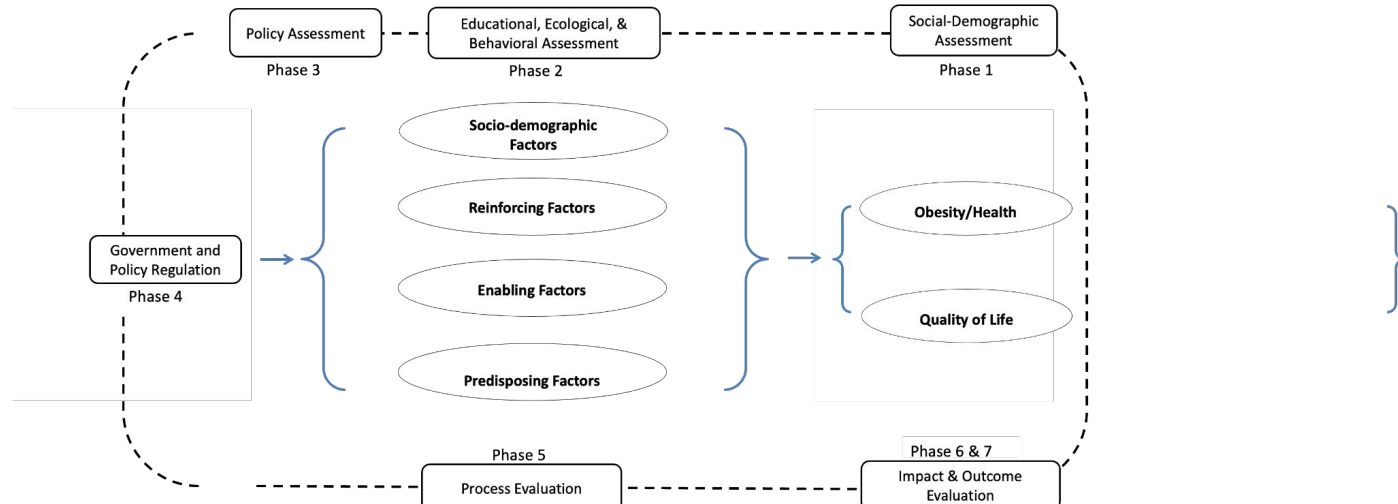 Policy Assessment
Phase 3
Educational, Ecological, &
Behavioral Assessment
Phase 2
Social-Demographic
Assessment
Phase 1
Socio-demographic
Factors
Reinforcing Factors
Enabling Factors
Predisposing Factors
Government and
Policy Regulation
Phase 4
Obesity/Health
Quality of Life
Phase 5
Process Evaluation
Phase 6 & 7
Impact & Outcome
Evaluation